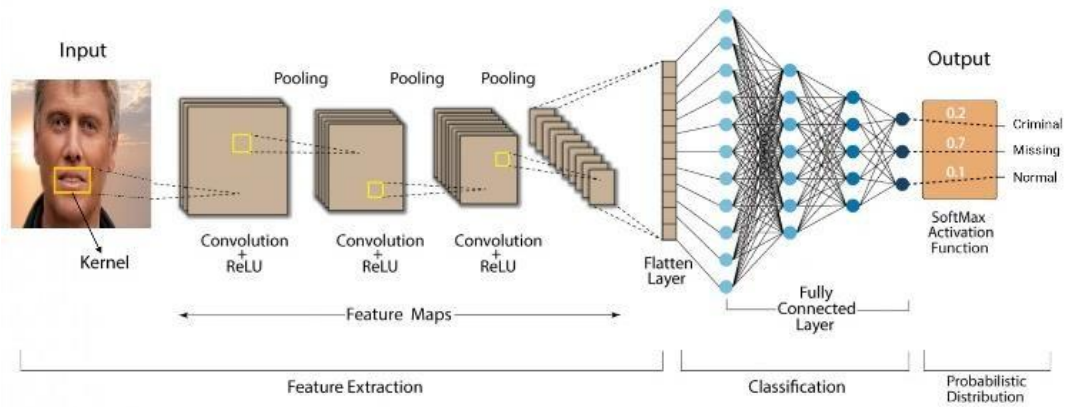 Input
Kernel
Pooling
Pooling
Pooling
Convolution
+
ReLU
Convolution
+
ReLU
Convolution
+
ReLU
Feature Maps
Flatten
Layer
Fully
Connected
Layer
Output
0.2
0.7
0.1
Criminal
Missing
Normal
SoftMax
Activation
Function
Feature Extraction
Classification
Probabilistic
Distribution